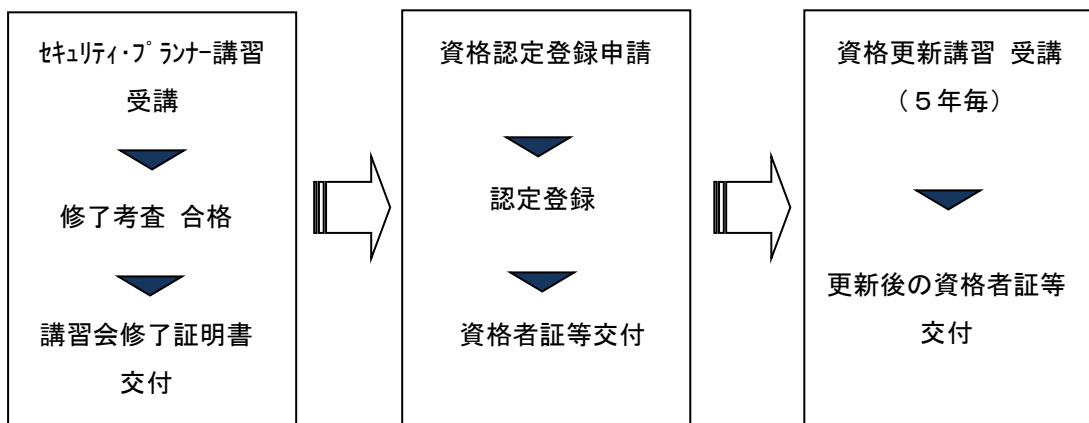 ｾｷｭﾘﾃｨ・ﾌﾟﾗﾝﾅｰ講習
受講
修了考査 合格
講習会修了証明書
交付
資格認定登録申請
認定登録
資格者証等交付
資格更新講習 受講
（５年毎）
更新後の資格者証等
交付